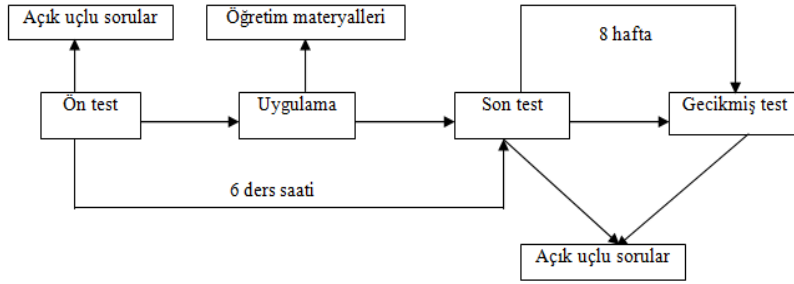 Açık uçlu sorular
Öğretim materyalleri
8 hafta
Ön test
Uygulama
Son test
Gecikmiş test
6 ders saati
Açık uçlu sorular